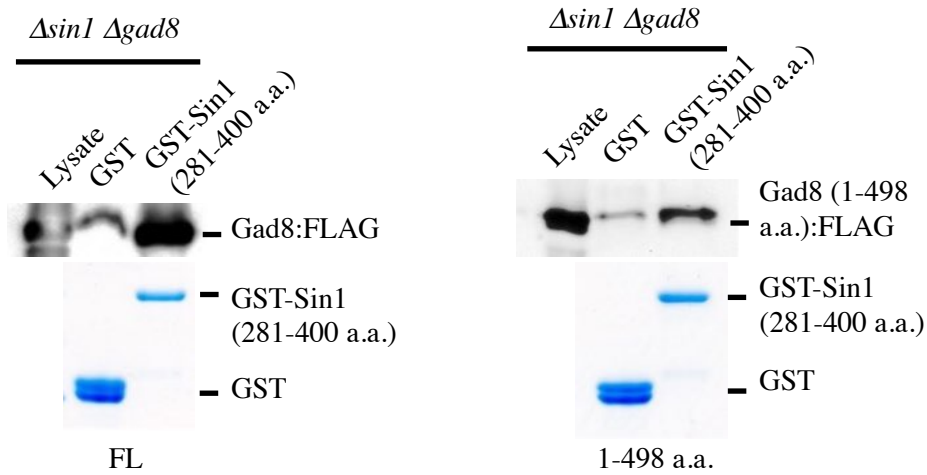 Δsin1 Δgad8
Lysate
GST
GST-Sin1
(281-400 a.a.)
Gad8:FLAG
GST-Sin1
(281-400 a.a.)
GST
FL
Δsin1 Δgad8
Lysate
GST
GST-Sin1
(281-400 a.a.)
Gad8 (1-498
a.a.):FLAG
GST-Sin1
(281-400 a.a.)
GST
1-498 a.a.